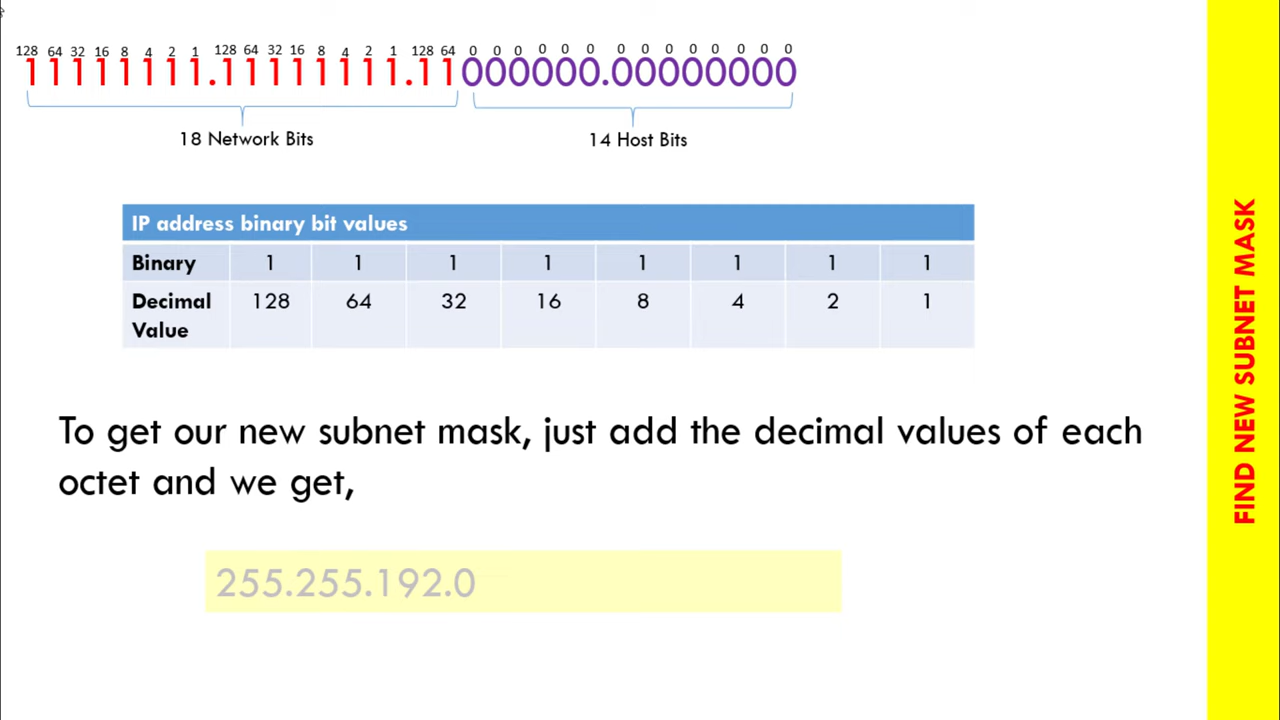 128 64 32 16 8 4 2 1 128 64 32 16 8 4 2 1 128 64 0 0 0 0 0 0 0 0 0 0 0 0 0 0
11111111.11111111.11000000.00000000
18 Network Bits
14 Host Bits
IP address binary bit values
Binary 1 1 1 1 1 1 1 1
Decimal Value 128 64 32 16 8 4 2 1
To get our new subnet mask, just add the decimal values of each
octet and we get,
255.255.192.0
FIND NEW SUBNET MASK